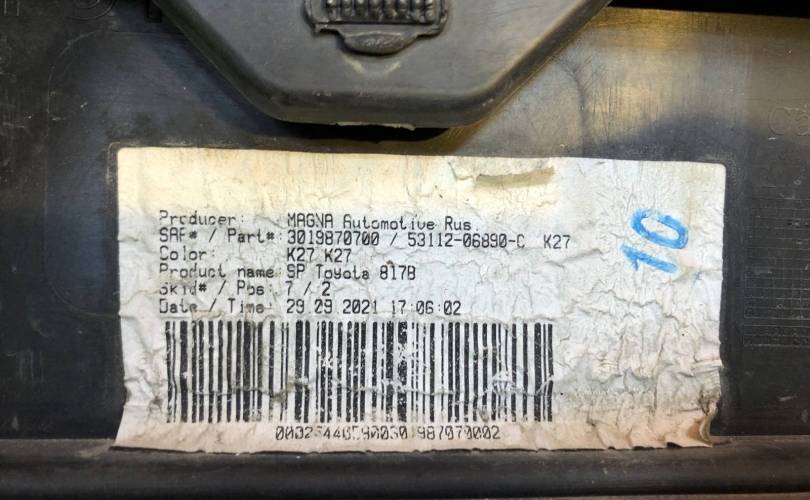 Producer: MAGNA Automotive Rus
SAP# / Part#: 3019870700 / 53112-06890-C K27
Color: K27 K27
Product name: SP Toyota 817B
Skid# / Pos: 7 / 2
Date / Time: 29.09.2021 17:06:02
10